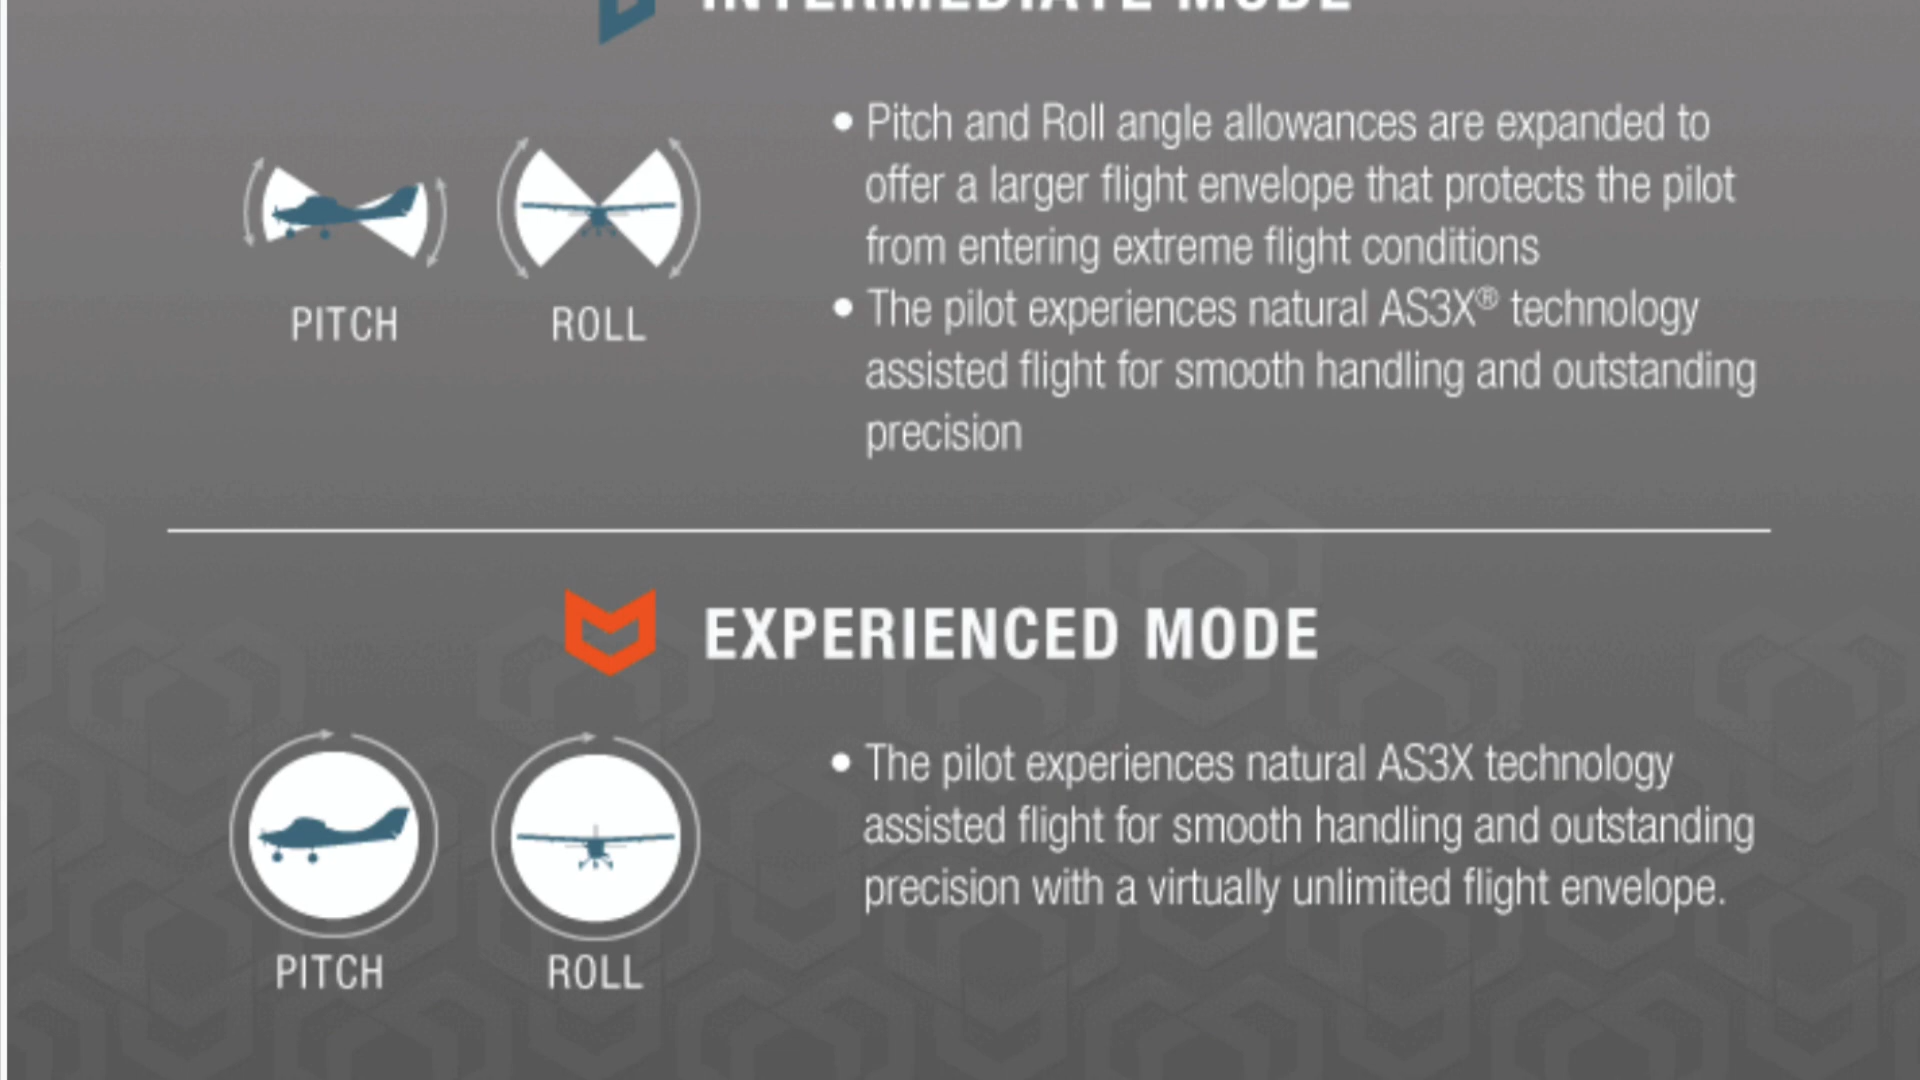 INTERMEDIATE MODE
• Pitch and Roll angle allowances are expanded to
offer a larger flight envelope that protects the pilot
from entering extreme flight conditions
• The pilot experiences natural AS3X® technology
assisted flight for smooth handling and outstanding
precision
PITCH
ROLL
EXPERIENCED MODE
• The pilot experiences natural AS3X technology
assisted flight for smooth handling and outstanding
precision with a virtually unlimited flight envelope.
PITCH
ROLL